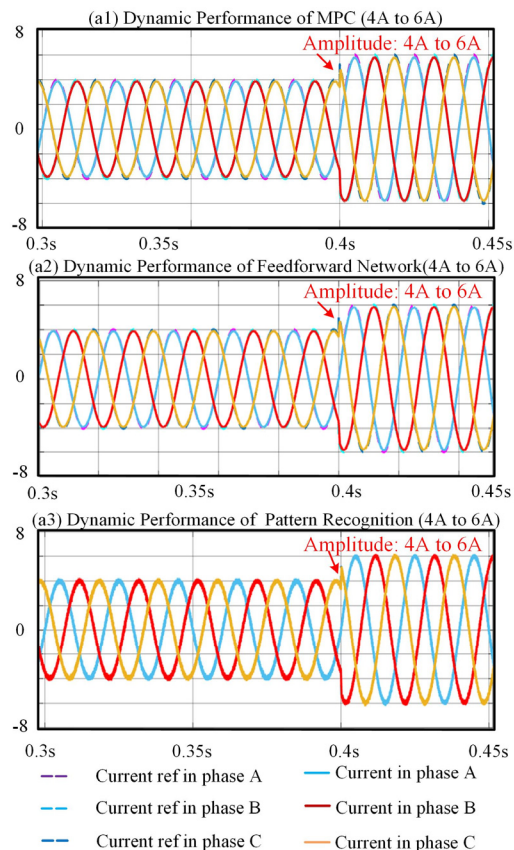 (a1) Dynamic Performance of MPC (4A to 6A)
8
Amplitude: 4A to 6A
0
-8
0.3s 0.35s 0.4s 0.45s
(a2) Dynamic Performance of Feedforward Network(4A to 6A)
8
Amplitude: 4A to 6A
0
-8
0.3s 0.35s 0.4s 0.45s
(a3) Dynamic Performance of Pattern Recognition (4A to 6A)
8
Amplitude: 4A to 6A
0
-8
0.3s 0.35s 0.4s 0.45s
Current ref in phase A Current in phase A
Current ref in phase B Current in phase B
Current ref in phase C Current in phase C